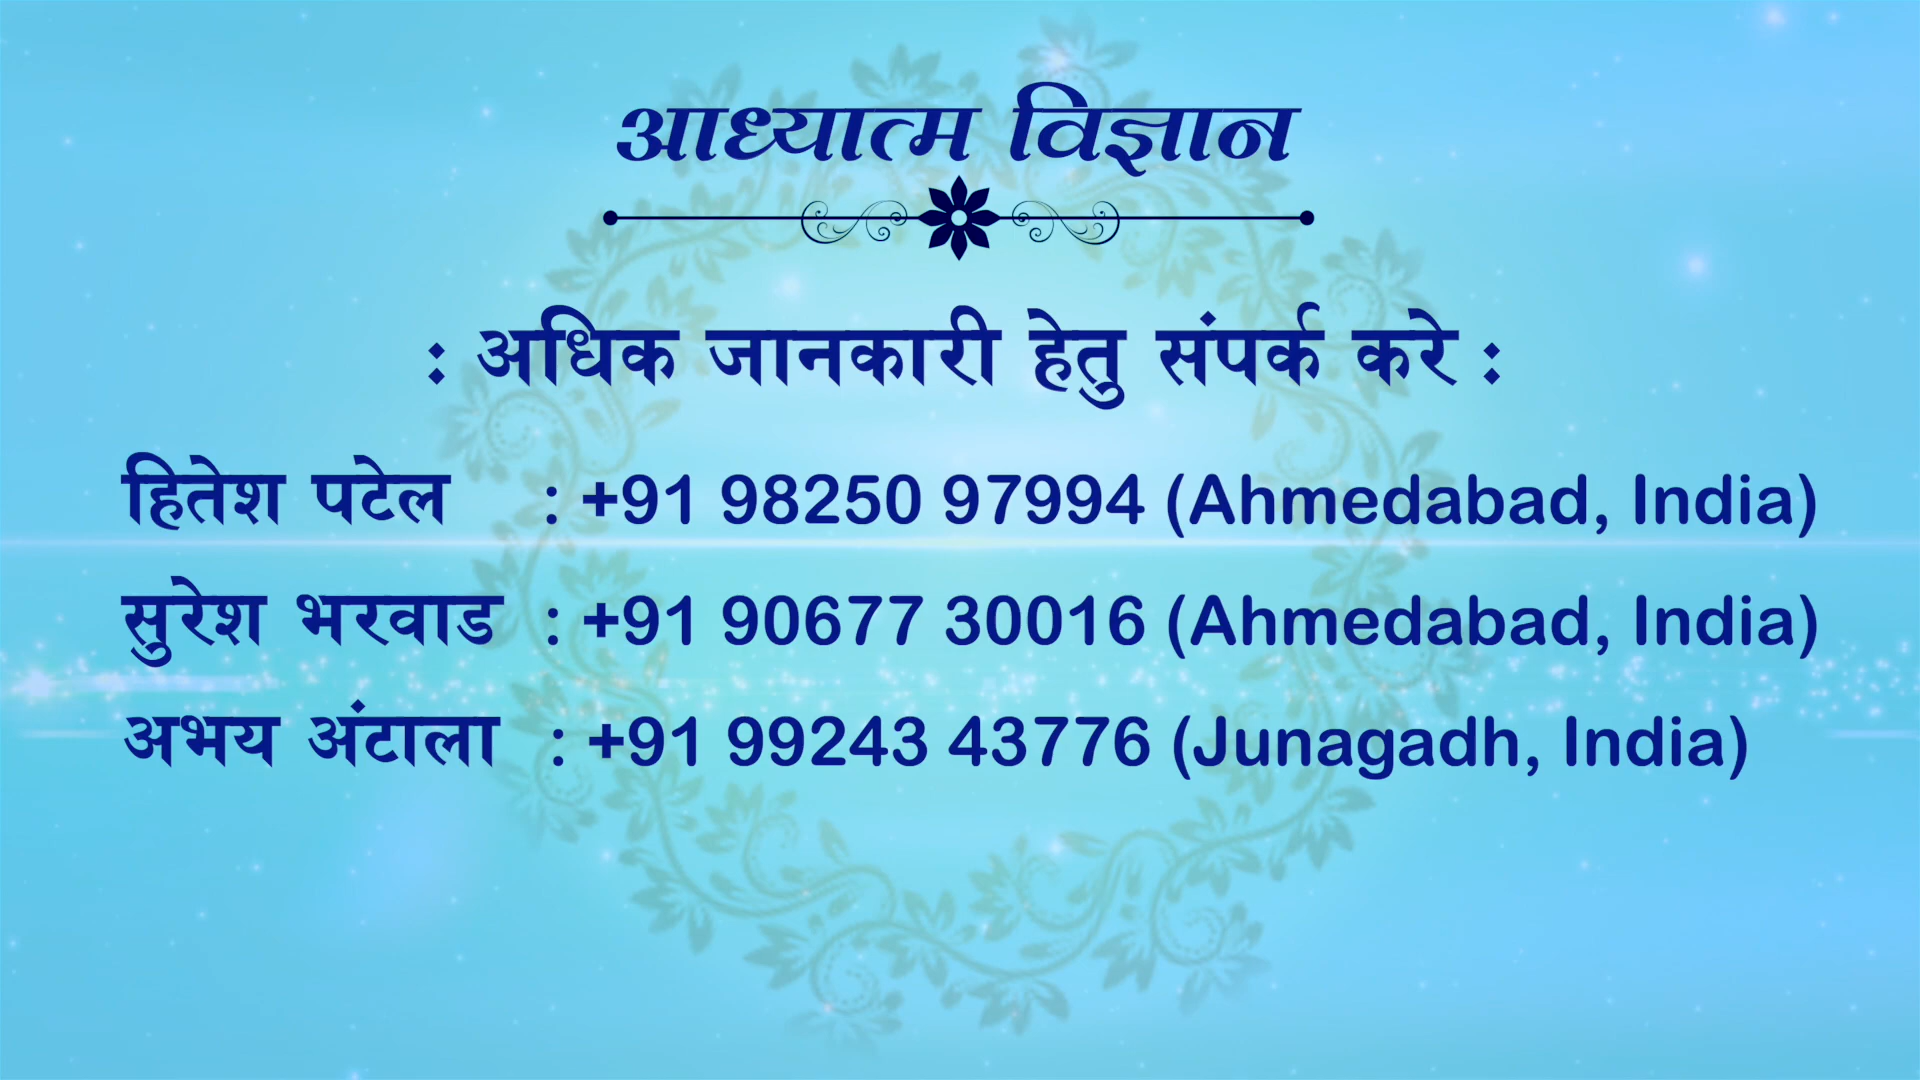 आध्यात्म विज्ञान
: अधिक जानकारी हेतु संपर्क करे :
हितेश पटेल : +91 98250 97994 (Ahmedabad, India)
सुरेश भरवाड : +91 90677 30016 (Ahmedabad, India)
अभय अंटाला : +91 99243 43776 (Junagadh, India)